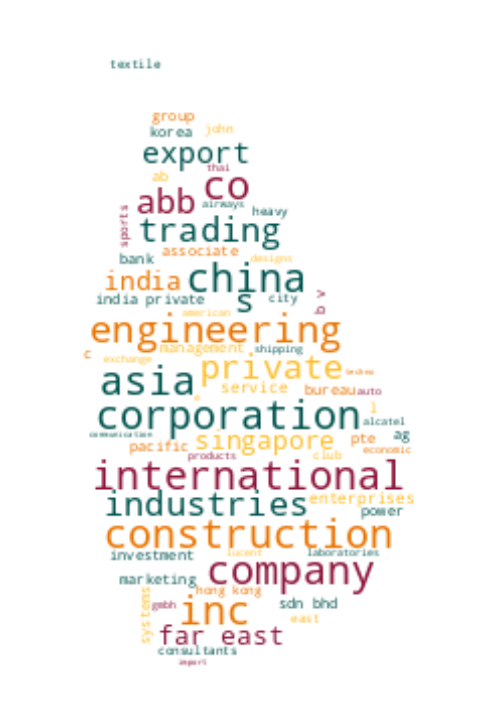 textile
group
korea john
export
thai
ab
abb co
airways
heavy
sports
trading
associate
bank designs
india china
india private s city
b v
american
engineering
management shipping
c exchange
private techno
asia service bureau auto
corporation l
alcatel
communication singapore pte ag
pacific economic
products club
international
industries enterprises
power
construction
investment lucent laboratories
marketing company
hong kong
systems gmbh inc sdn bhd
east
far east
consultants
import